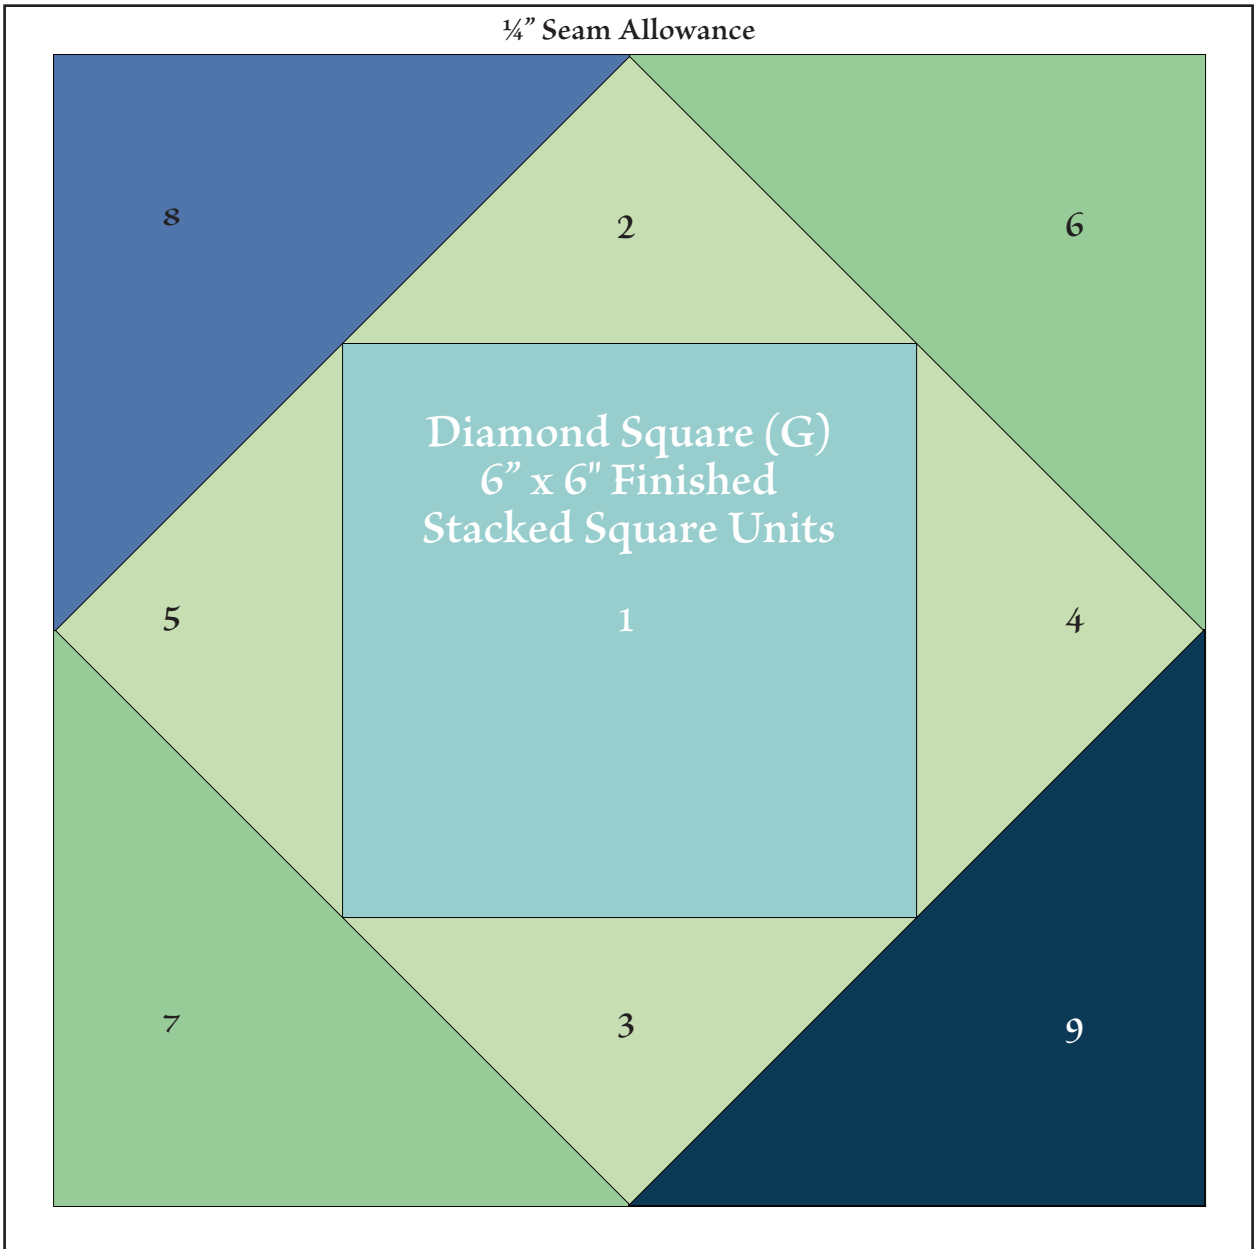 ¼” Seam Allowance
8
2
6
Diamond Square (G)
6” x 6" Finished
Stacked Square Units
5
1
4
7
3
9